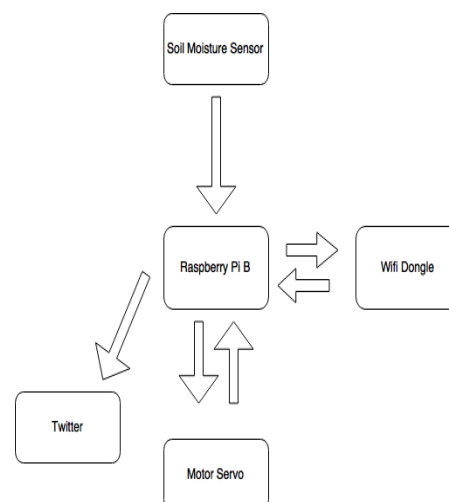 Soil Moisture Sensor
Raspberry Pi B
Wifi Dongle
Twitter
Motor Servo